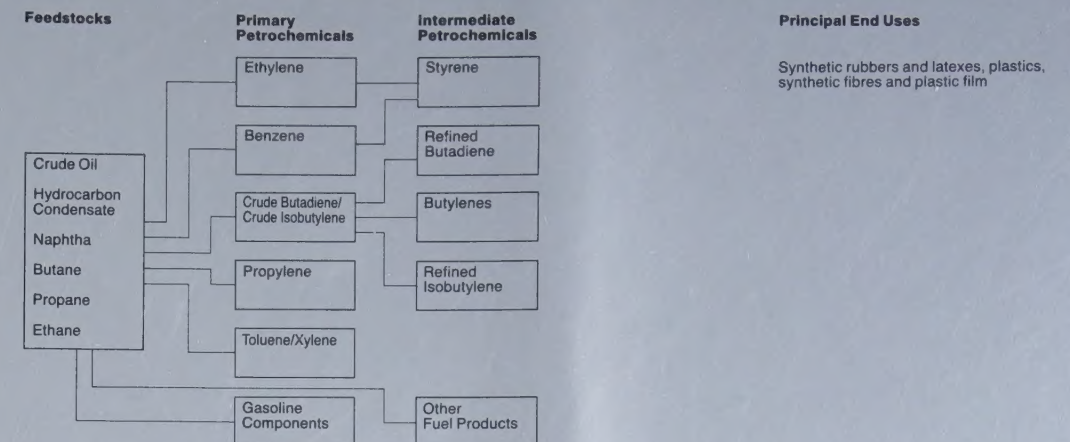 Feedstocks
Primary
Petrochemicals
Intermediate
Petrochemicals
Principal End Uses
Ethylene
Styrene
Synthetic rubbers and latexes, plastics,
synthetic fibres and plastic film
Benzene
Refined
Butadiene
Crude Oil
Hydrocarbon
Condensate
Naphtha
Butane
Propane
Ethane
Crude Butadiene/
Crude Isobutylene
Butylenes
Propylene
Refined
Isobutylene
Toluene/Xylene
Gasoline
Components
Other
Fuel Products